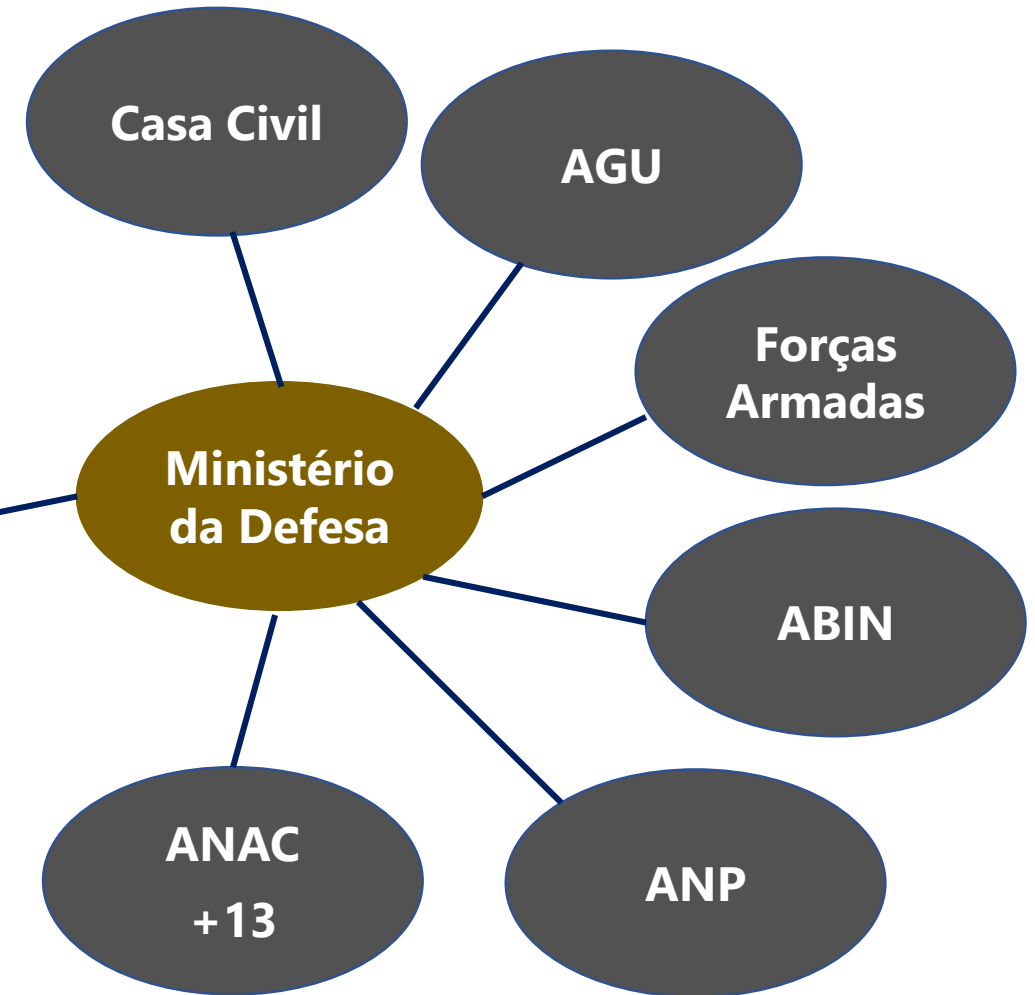 Casa Civil
AGU
Forças
Armadas
Ministério
da Defesa
ABIN
ANAC
+13
ANP